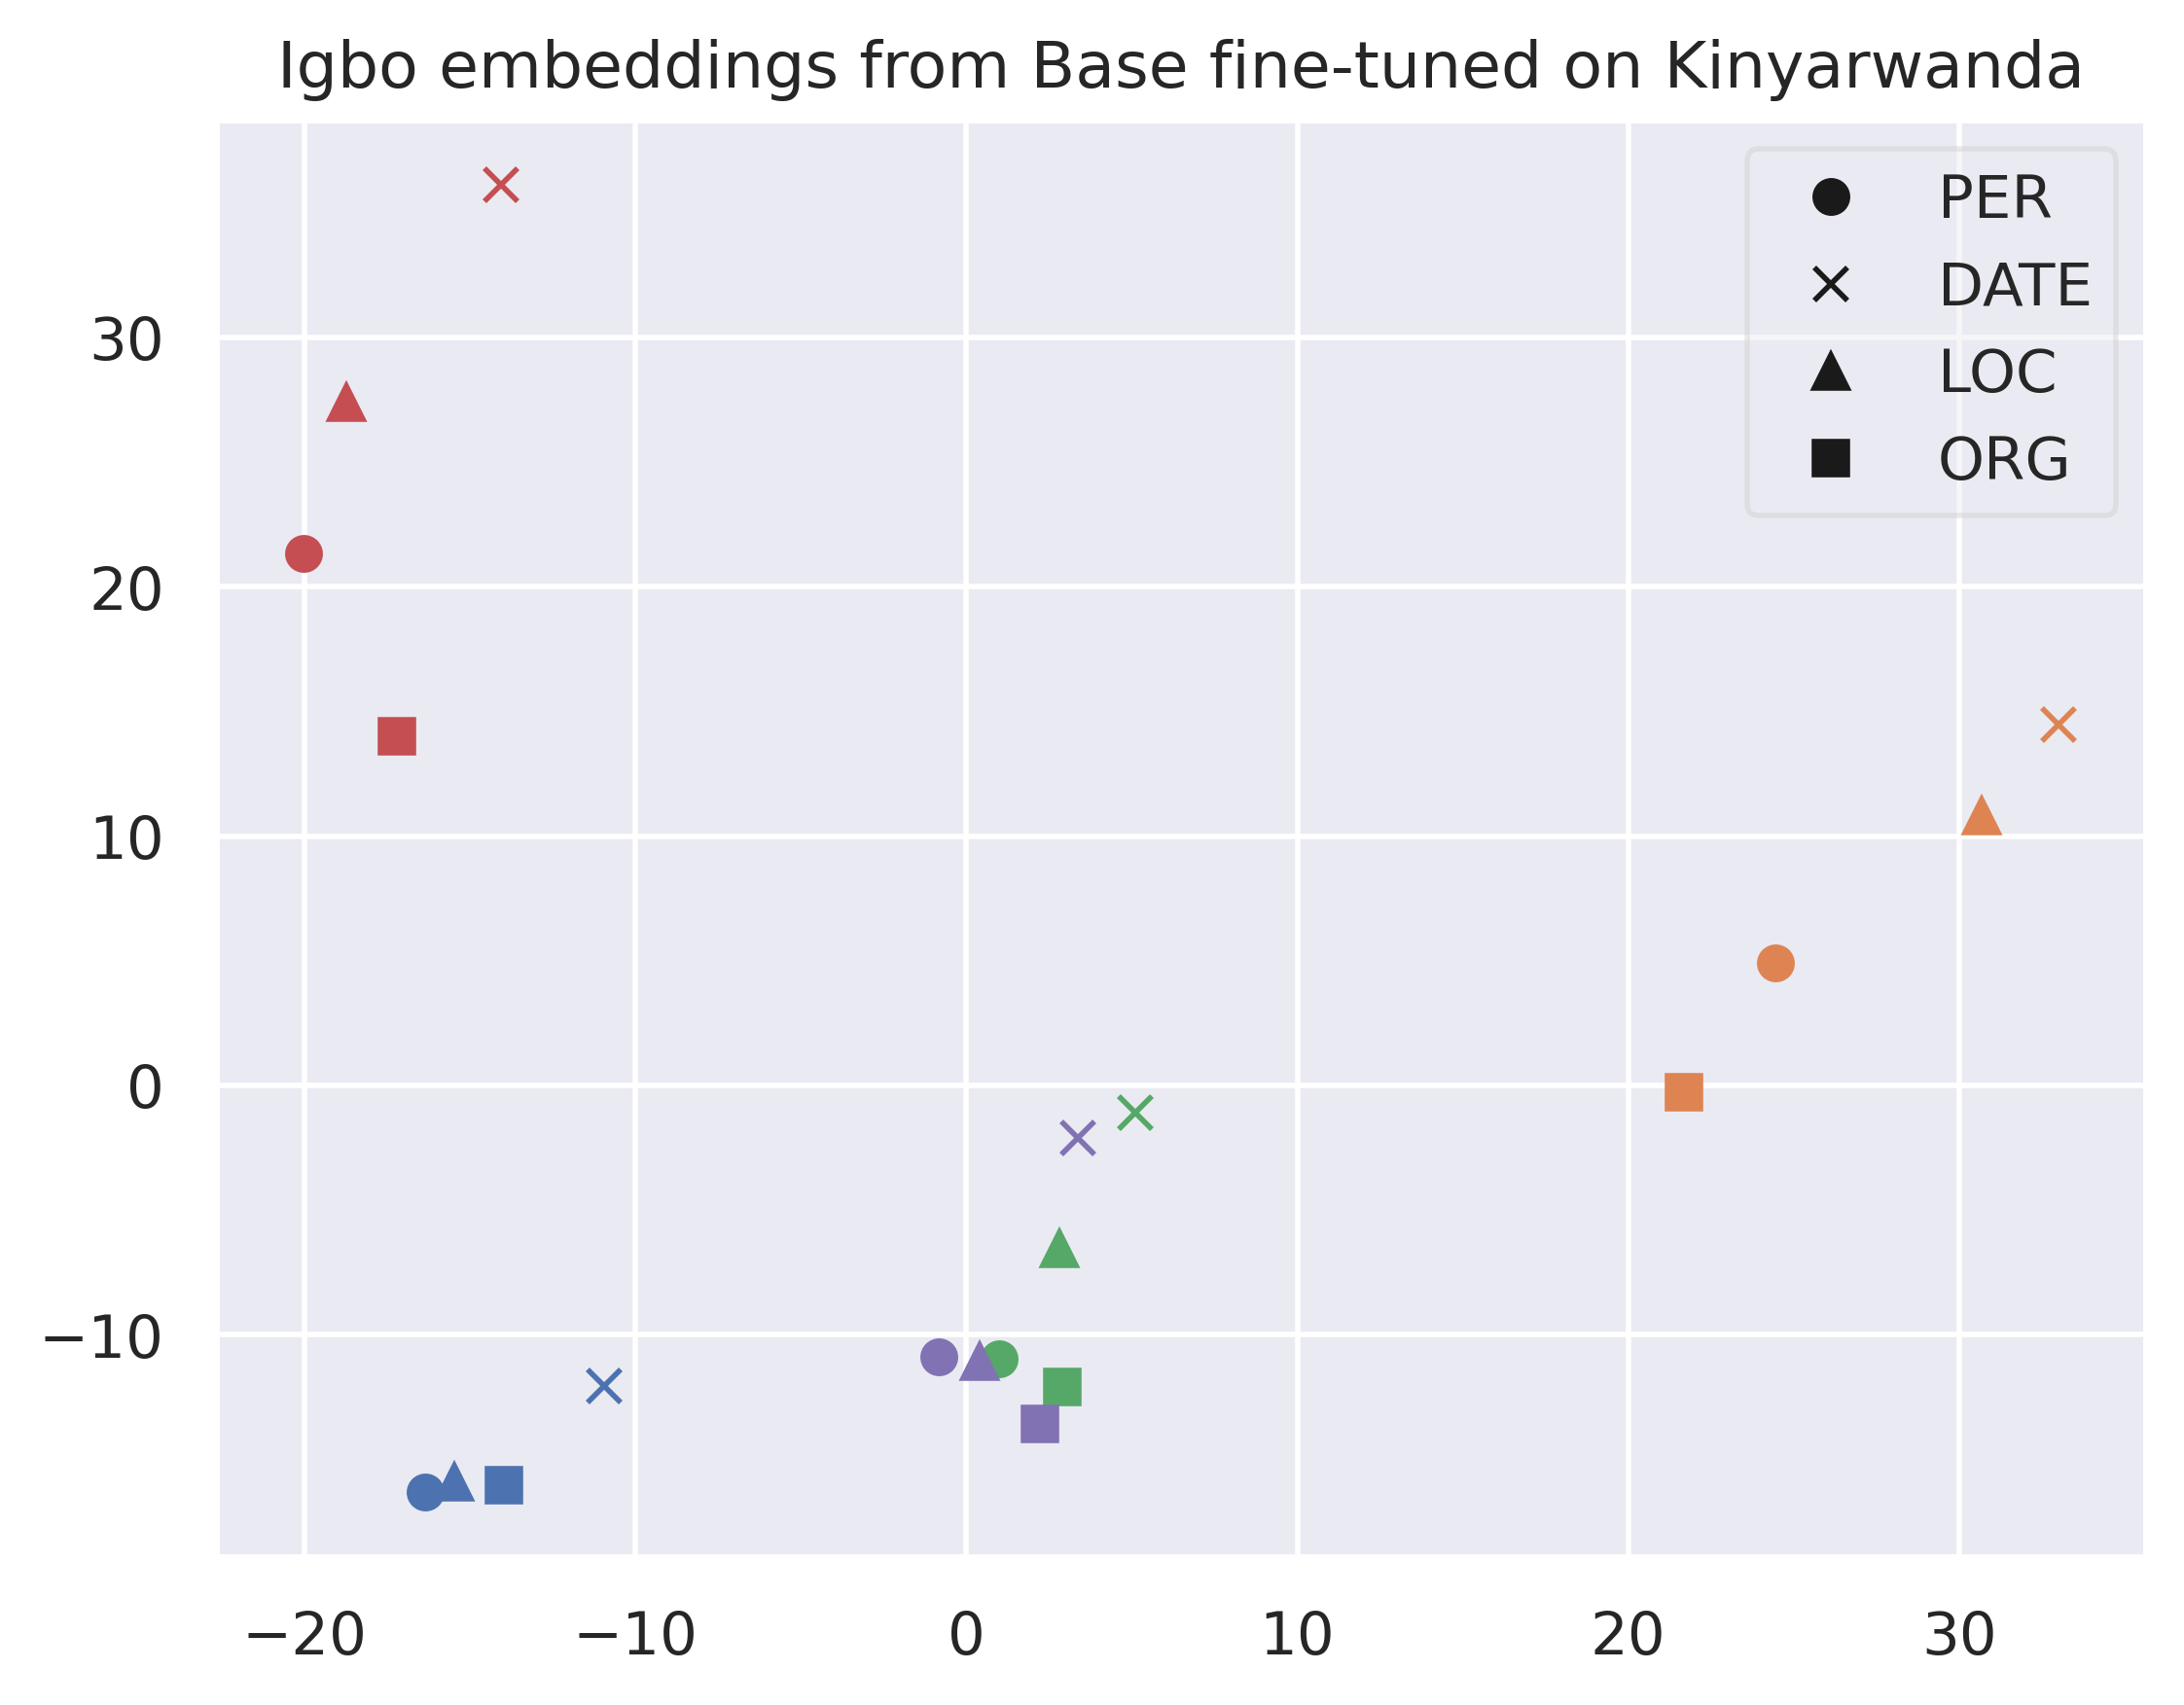 Igbo embeddings from Base fine-tuned on Kinyarwanda
PER
DATE
LOC
ORG
30
20
10
0
−10
−20 −10 0 10 20 30